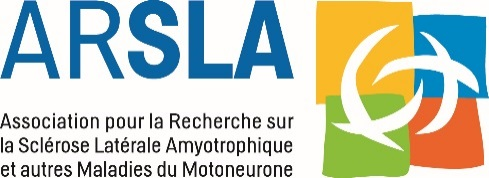 ARSLA
Association pour la Recherche sur
la Sclérose Latérale Amyotrophique
et autres Maladies du Motoneurone